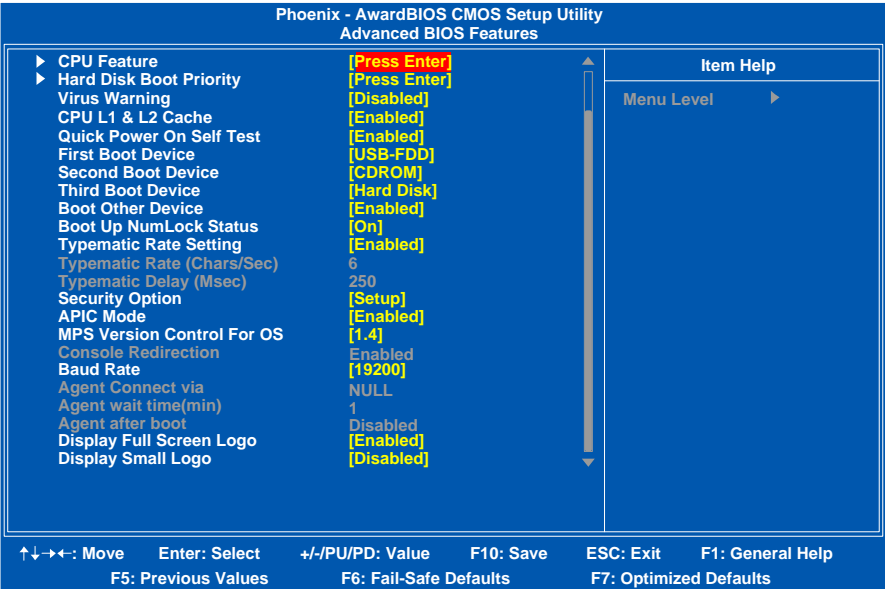 Phoenix - AwardBIOS CMOS Setup Utility
Advanced BIOS Features
CPU Feature [Press Enter]
Hard Disk Boot Priority [Press Enter]
Virus Warning [Disabled]
CPU L1 & L2 Cache [Enabled]
Quick Power On Self Test [Enabled]
First Boot Device [USB-FDD]
Second Boot Device [CDROM]
Third Boot Device [Hard Disk]
Boot Other Device [Enabled]
Boot Up NumLock Status [On]
Typematic Rate Setting [Enabled]
Typematic Rate (Chars/Sec) 6
Typematic Delay (Msec) 250
Security Option [Setup]
APIC Mode [Enabled]
MPS Version Control For OS [1.4]
Console Redirection Enabled
Baud Rate [19200]
Agent Connect via NULL
Agent wait time(min) 1
Agent after boot Disabled
Display Full Screen Logo [Enabled]
Display Small Logo [Disabled]
Item Help
Menu Level
↑↓→←: Move Enter: Select +/-/PU/PD: Value F10: Save ESC: Exit F1: General Help
F5: Previous Values F6: Fail-Safe Defaults F7: Optimized Defaults